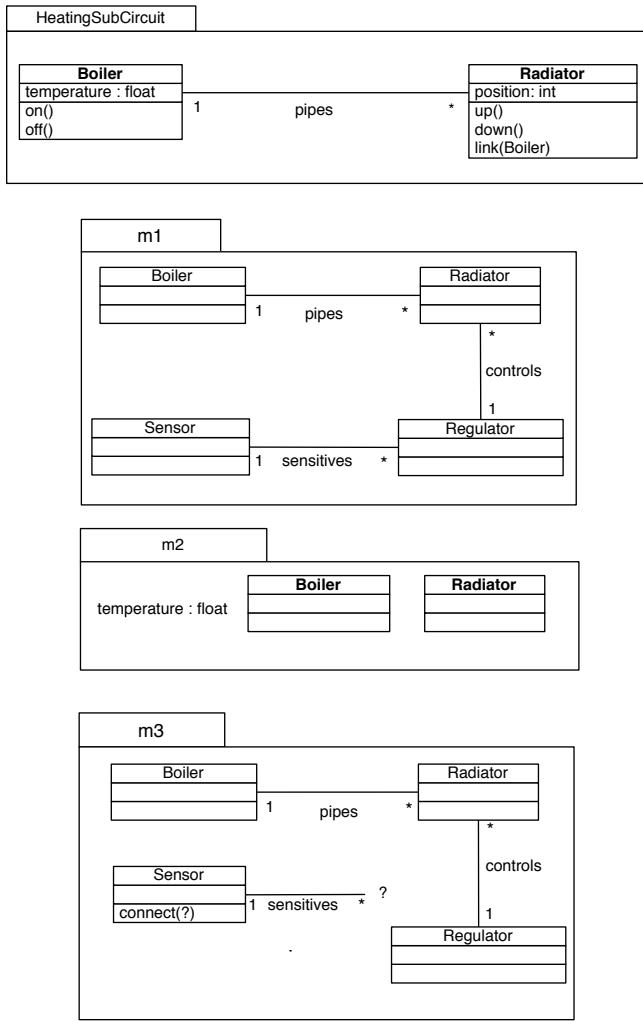 HeatingSubCircuit
Boiler
temperature : float
on()
off()
1 pipes *
Radiator
position: int
up()
down()
link(Boiler)
m1
Boiler
Radiator
1 pipes *
*
controls
1
Sensor
Regulator
1 sensitives *
m2
temperature : float
Boiler
Radiator
m3
Boiler
Radiator
1 pipes *
*
controls
1
Sensor
connect(?)
1 sensitives * ?
Regulator
.